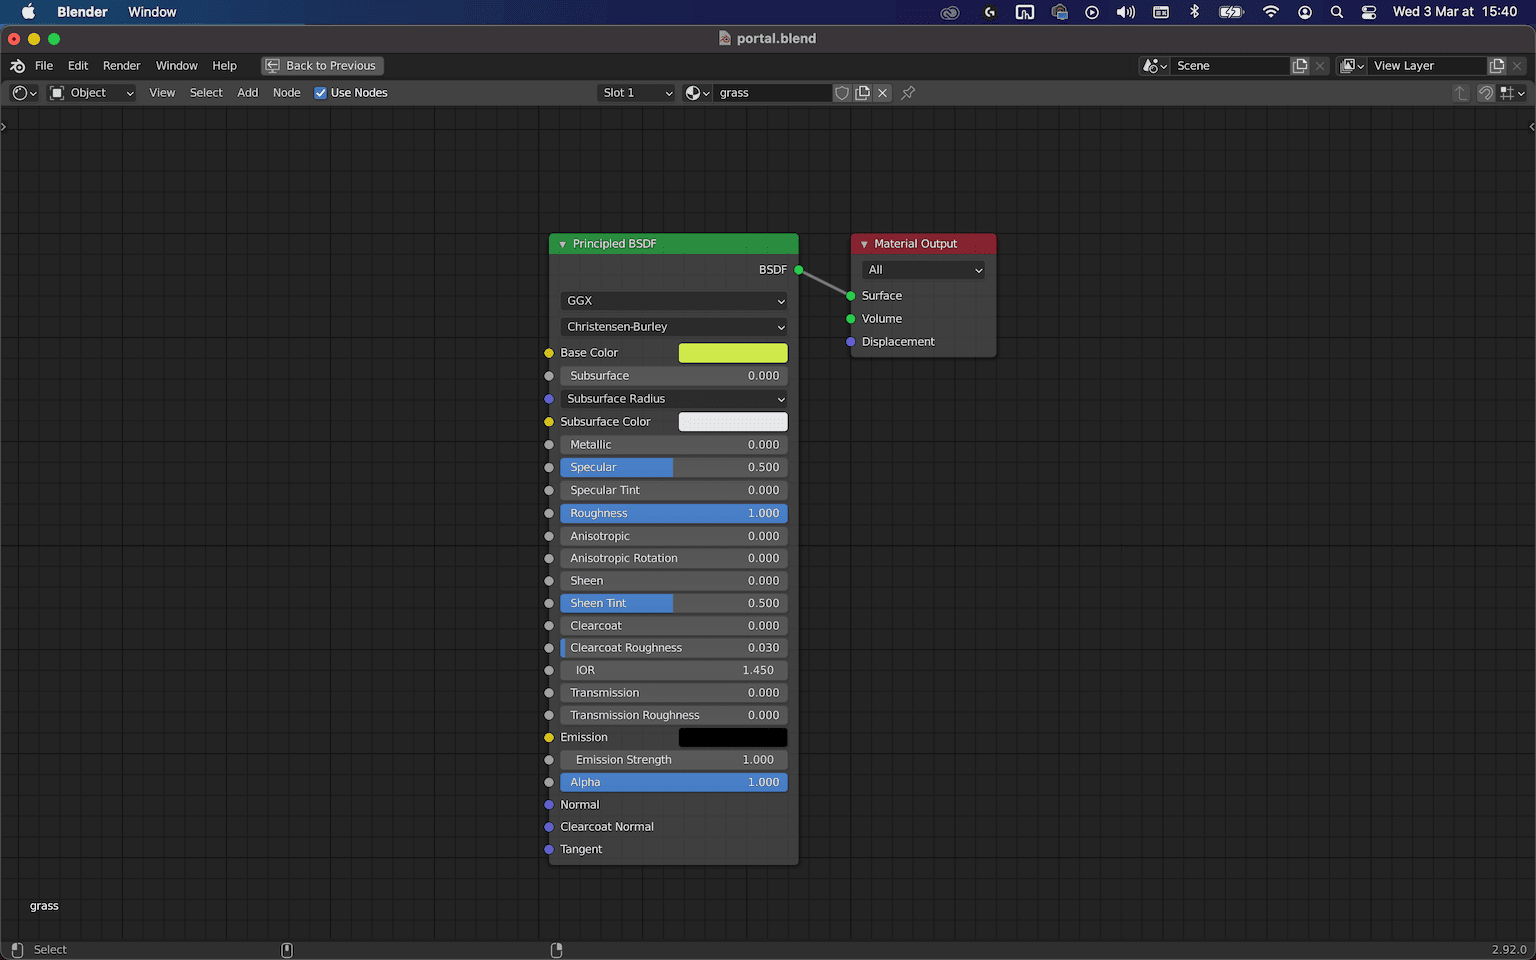 Blender Window Wed 3 Mar at 15:40
portal.blend
File Edit Render Window Help Back to Previous Scene View Layer
Object View Select Add Node Use Nodes Slot 1 grass
Principled BSDF
BSDF
GGX
Christensen-Burley
Base Color
Subsurface 0.000
Subsurface Radius
Subsurface Color
Metallic 0.000
Specular 0.500
Specular Tint 0.000
Roughness 1.000
Anisotropic 0.000
Anisotropic Rotation 0.000
Sheen 0.000
Sheen Tint 0.500
Clearcoat 0.000
Clearcoat Roughness 0.030
IOR 1.450
Transmission 0.000
Transmission Roughness 0.000
Emission
Emission Strength 1.000
Alpha 1.000
Normal
Clearcoat Normal
Tangent
Material Output
All
Surface
Volume
Displacement
grass
Select 2.92.0